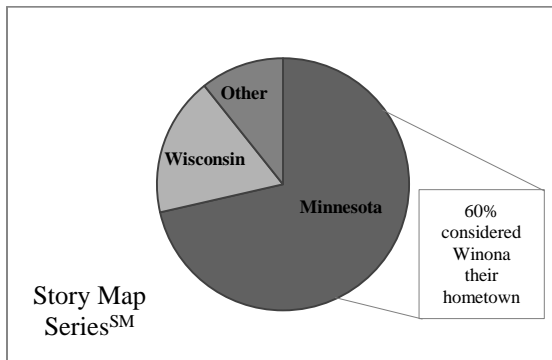 Other
Wisconsin
Minnesota
60%
considered
Winona
their
hometown
Story Map
Series℠